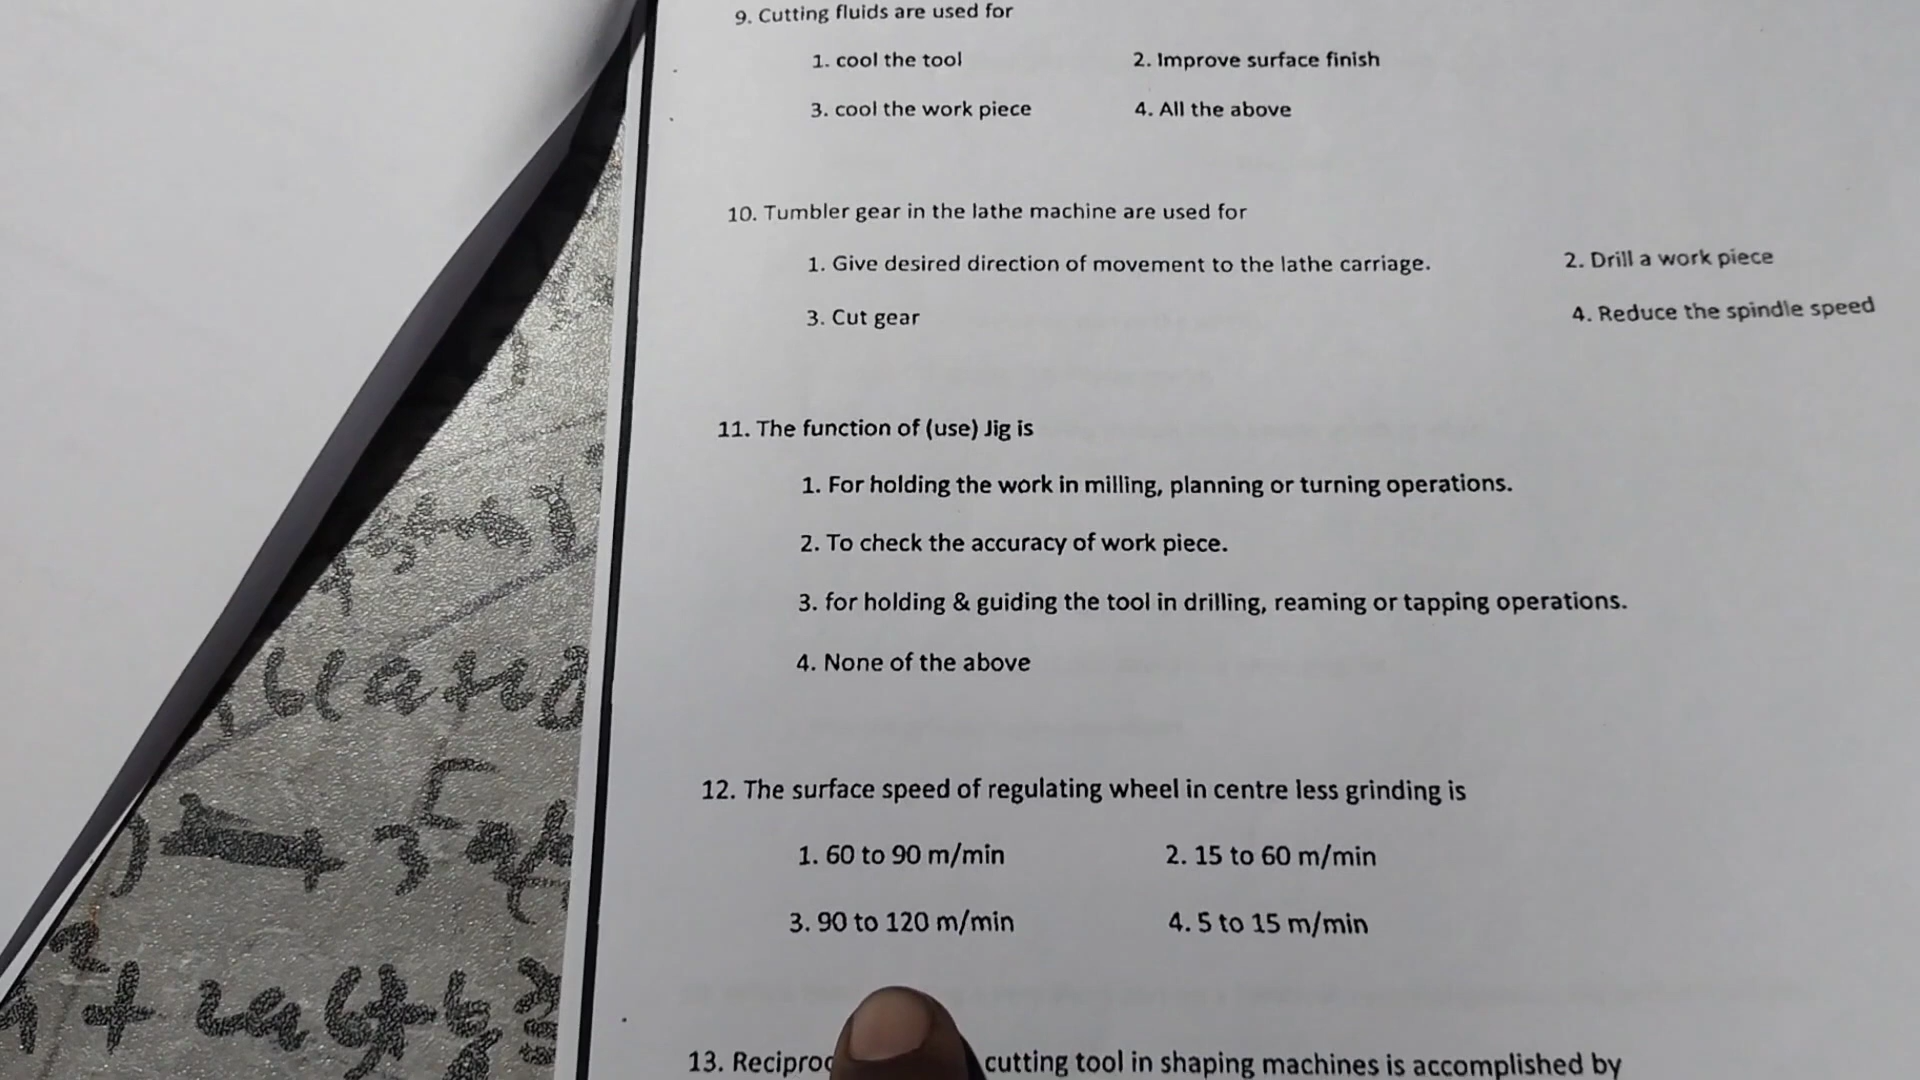 9. Cutting fluids are used for
1. cool the tool 2. Improve surface finish
3. cool the work piece 4. All the above
10. Tumbler gear in the lathe machine are used for
1. Give desired direction of movement to the lathe carriage. 2. Drill a work piece
3. Cut gear 4. Reduce the spindle speed
11. The function of (use) Jig is
1. For holding the work in milling, planning or turning operations.
2. To check the accuracy of work piece.
3. for holding & guiding the tool in drilling, reaming or tapping operations.
4. None of the above
12. The surface speed of regulating wheel in centre less grinding is
1. 60 to 90 m/min 2. 15 to 60 m/min
3. 90 to 120 m/min 4. 5 to 15 m/min
13. cutting tool in shaping machines is accomplished by